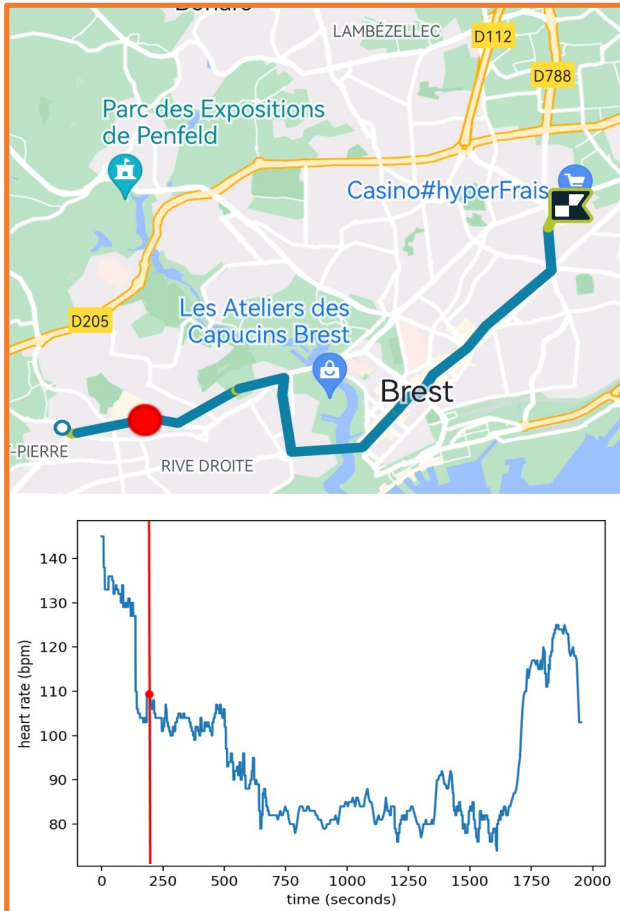 LAMBÉZELLEC
D112
D788
Parc des Expositions
de Penfeld
Casino#hyperFrais
Les Ateliers des
Capucins Brest
D205
Brest
-PIERRE
RIVE DROITE
140
130
120
110
100
90
80
heart rate (bpm)
0
250
500
750
1000
1250
1500
1750
2000
time (seconds)